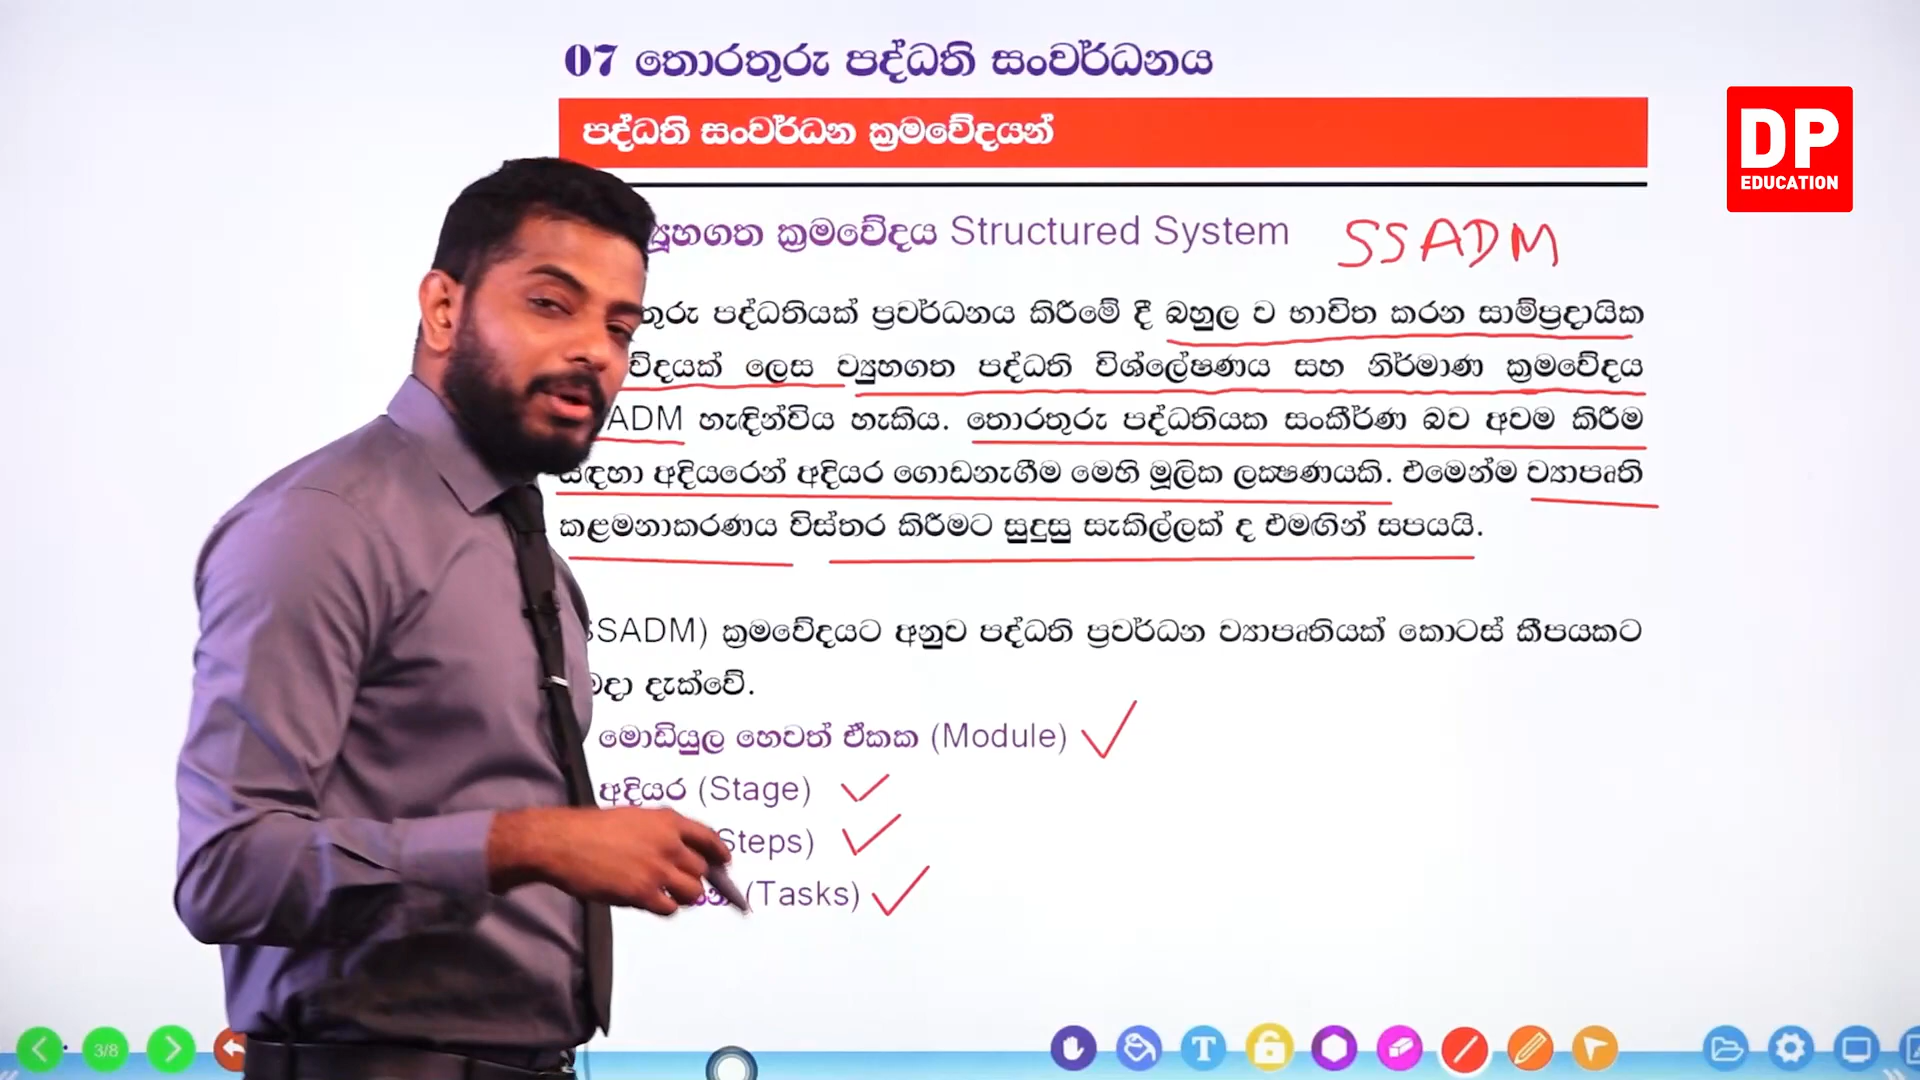 07 තොරතුරු පද්ධති සංවර්ධනය
පද්ධති සංවර්ධන ක්‍රමවේදයන්
DP
EDUCATION
ක්‍රමවේදය Structured System SSADM
පද්ධතියක් ප්‍රවර්ධනය කිරීමේ දී බහුල ව භාවිත කරන සාම්ප්‍රදායික
ලෙස ව්‍යුහගත පද්ධති විශ්ලේෂණය සහ නිර්මාණ ක්‍රමවේදය
ADM හැඳින්විය හැකිය. තොරතුරු පද්ධතියක සංකීර්ණ බව අවම කිරීම
සඳහා අදියරෙන් අදියර ගොඩනැගීම මෙහි මූලික ලක්‍ෂණයකි. එමෙන්ම ව්‍යාපෘති
කළමනාකරණය විස්තර කිරීමට සුදුසු සැකිල්ලක් ද එමඟින් සපයයි.
SSADM) ක්‍රමවේදයට අනුව පද්ධති ප්‍රවර්ධන ව්‍යාපෘතියක් කොටස් කීපයකට
දැක්වේ.
මොඩියුල හෙවත් ඒකක (Module)
අදියර (Stage)
Steps)
(Tasks)
3/8
T